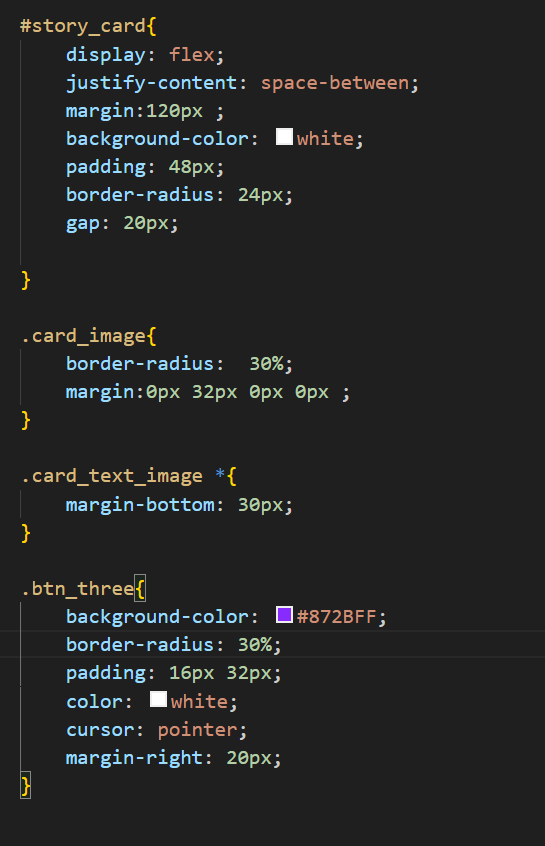 #story_card{
    display: flex;
    justify-content: space-between;
    margin:120px ;
    background-color: white;
    padding: 48px;
    border-radius: 24px;
    gap: 20px;

}

.card_image{
    border-radius:  30%;
    margin:0px 32px 0px 0px ;
}

.card_text_image *{
    margin-bottom: 30px;
}

.btn_three{
    background-color: #872BFF;
    border-radius: 30%;
    padding: 16px 32px;
    color: white;
    cursor: pointer;
    margin-right: 20px;
}